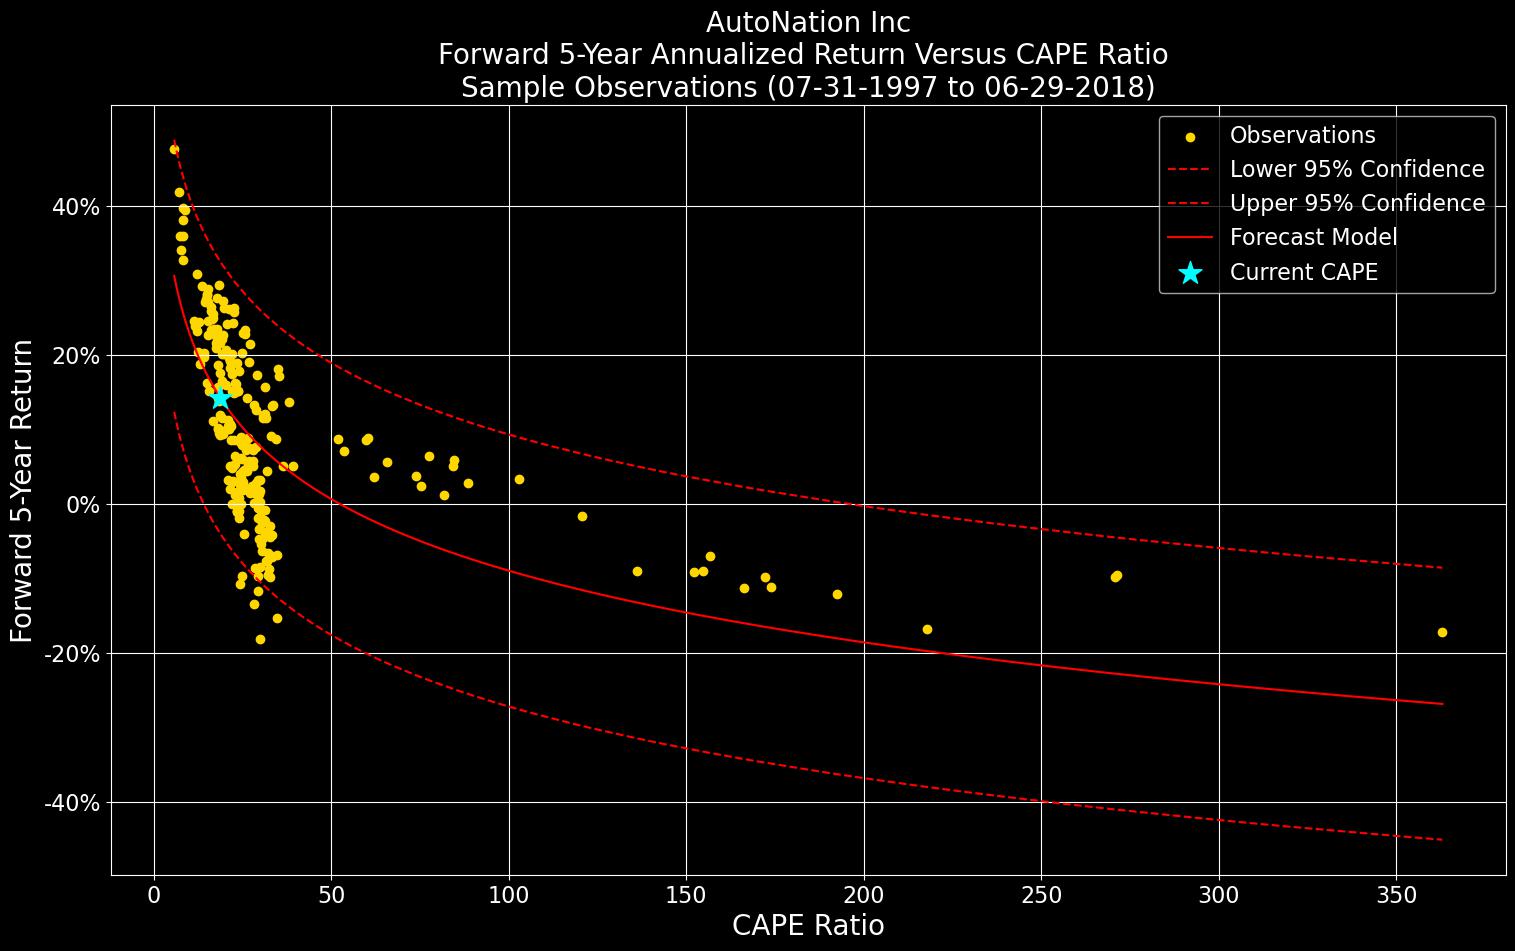 AutoNation Inc
Forward 5-Year Annualized Return Versus CAPE Ratio
Sample Observations (07-31-1997 to 06-29-2018)
Observations
Lower 95% Confidence
Upper 95% Confidence
Forecast Model
Current CAPE
Forward 5-Year Return
40%
20%
0%
-20%
-40%
0 50 100 150 200 250 300 350
CAPE Ratio